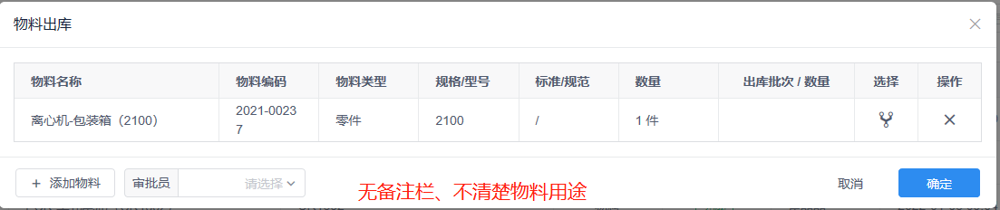 物料出库
物料名称 物料编码 物料类型 规格/型号 标准/规范 数量 出库批次 / 数量 选择 操作
离心机-包装箱（2100） 2021-0023 零件 2100 / 1 件
7
+ 添加物料 审批员 请选择 无备注栏、不清楚物料用途 取消 确定